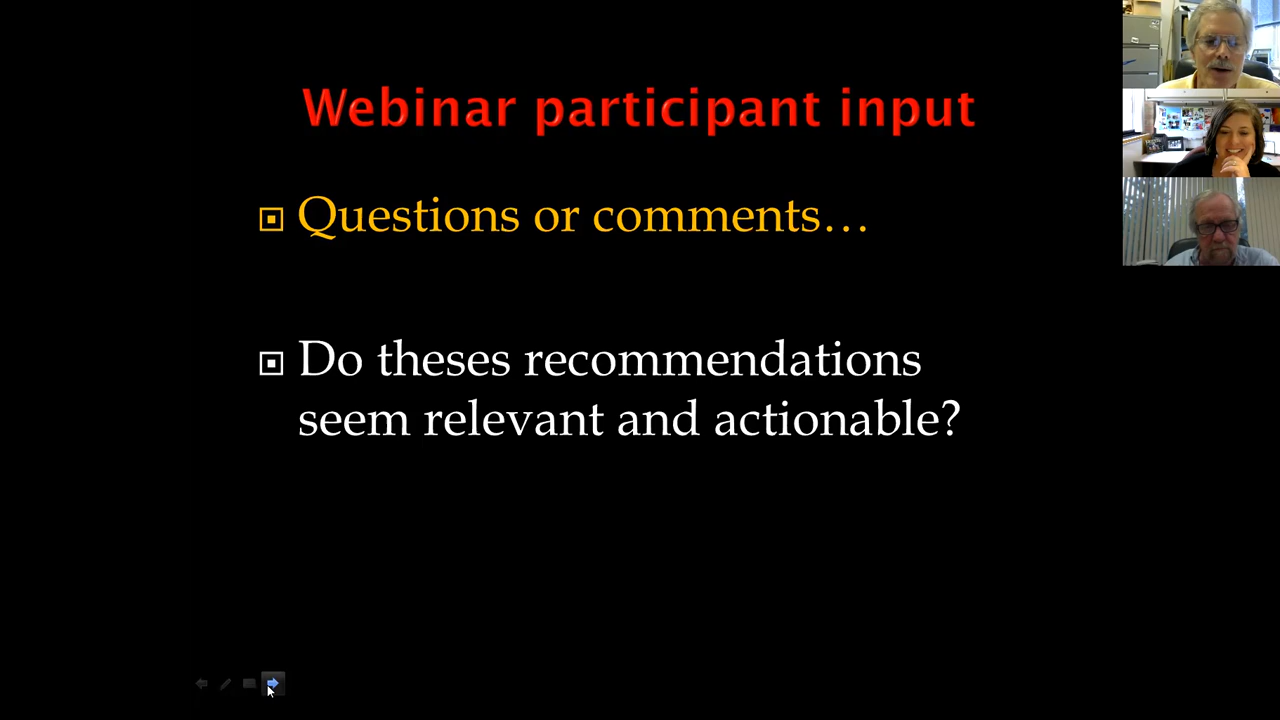 Webinar participant input
Questions or comments…
Do theses recommendations
seem relevant and actionable?